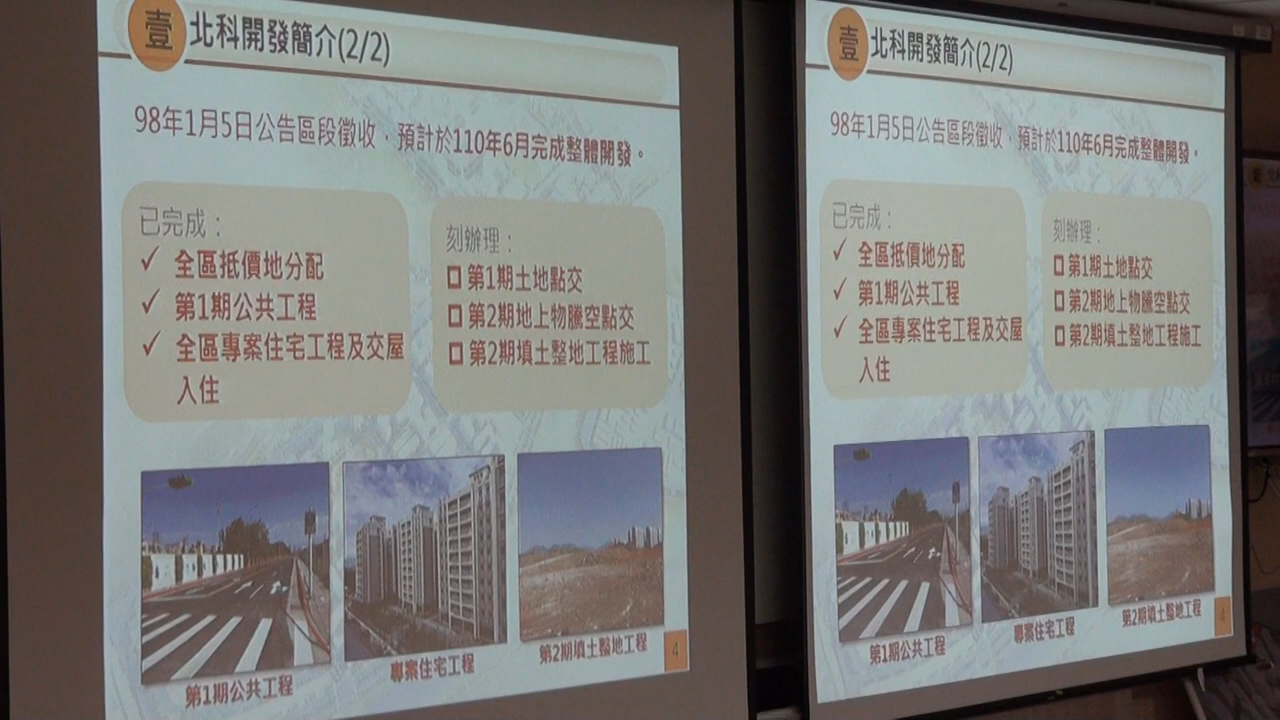 壹 北科開發簡介(2/2)
98年1月5日公告區段徵收，預計於110年6月完成整體開發。
已完成：
✓ 全區抵價地分配
✓ 第1期公共工程
✓ 全區專案住宅工程及交屋
入住
刻辦理：
□ 第1期土地點交
□ 第2期地上物騰空點交
□ 第2期填土整地工程施工
第1期公共工程
專案住宅工程
第2期填土整地工程
4
壹 北科開發簡介(2/2)
98年1月5日公告區段徵收，預計於110年6月完成整體開發。
已完成：
✓ 全區抵價地分配
✓ 第1期公共工程
✓ 全區專案住宅工程及交屋
入住
刻辦理：
□ 第1期土地點交
□ 第2期地上物騰空點交
□ 第2期填土整地工程施工
第1期公共工程
專案住宅工程
第2期填土整地工程
4